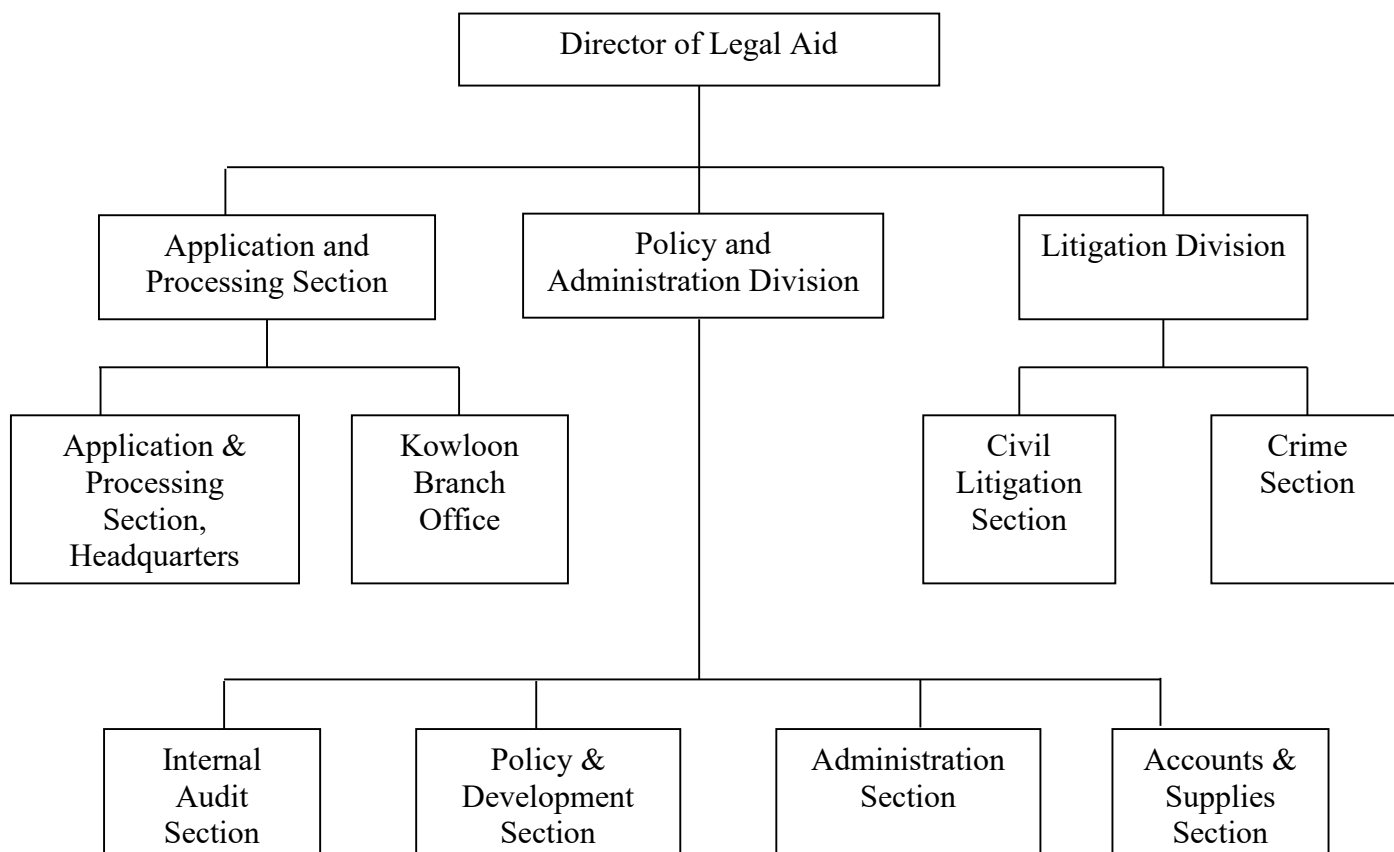 Director of Legal Aid
Application and
Processing Section
Policy and
Administration Division
Litigation Division
Application &
Processing
Section,
Headquarters
Kowloon
Branch
Office
Civil
Litigation
Section
Crime
Section
Internal
Audit
Section
Policy &
Development
Section
Administration
Section
Accounts &
Supplies
Section